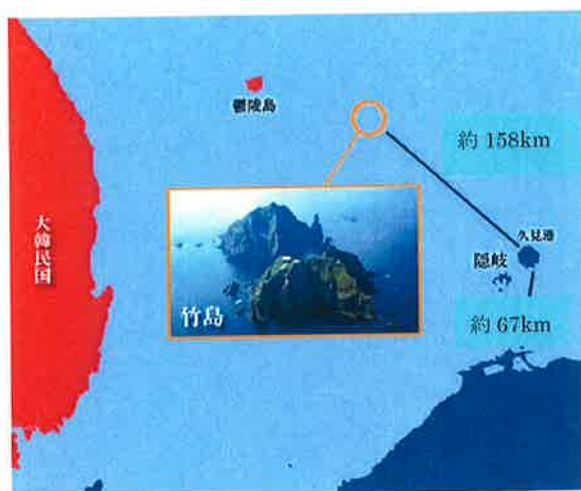 鬱陵島
約 158km
久見港
隠岐
大韓民国
竹島
約 67km